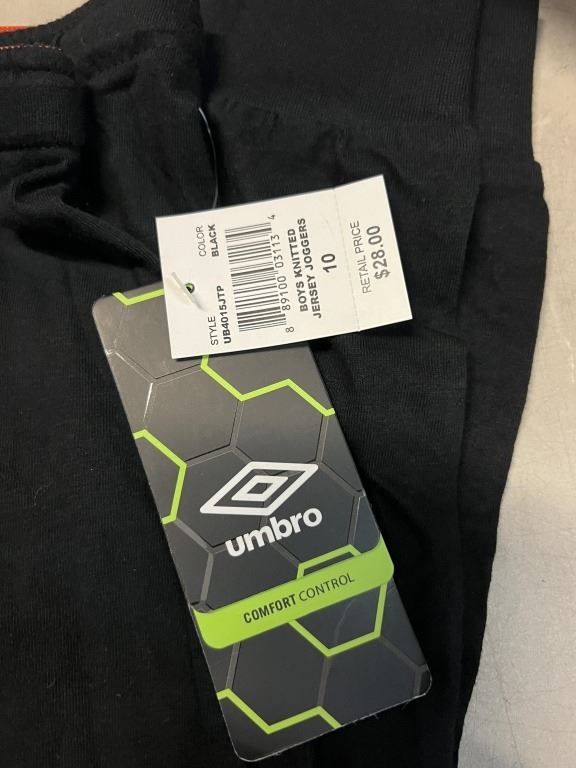 STYLE
UB4015JTP
COLOR
BLACK
8 89100 03113 4
BOYS KNITTED
JERSEY JOGGERS
10
RETAIL PRICE
$28.00
umbro
COMFORT CONTROL